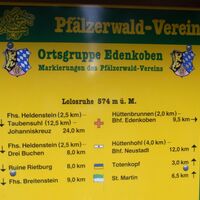 Pfälzerwald-Verein
Ortsgruppe Edenkoben
Markierungen des Pfälzerwald-Vereins
Lolosruhe 574 m ü. M.
Fhs. Heldenstein (2,5 km) –
Taubensuhl (12,5 km) –
Johanniskreuz 24,0 km
Hüttenbrunnen (2,0 km) –
Bhf. Edenkoben 9,5 km
Fhs. Heldenstein (2,5 km) –
Drei Buchen 8,0 km
Hüttenhohl (4,0 km) –
Bhf. Neustadt 12,0 km
Ruine Rietburg 8,0 km
Totenkopf 3,0 km
Fhs. Breitenstein 9,0 km
St. Martin 6,5 km